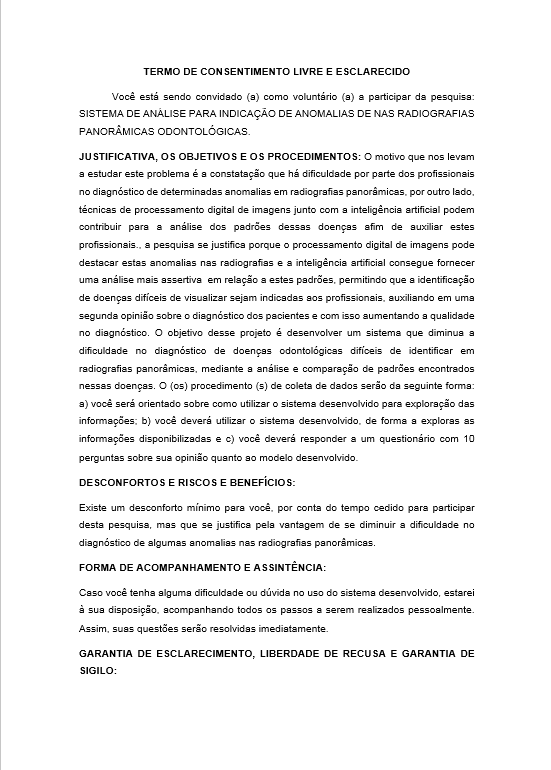 TERMO DE CONSENTIMENTO LIVRE E ESCLARECIDO
Você está sendo convidado (a) como voluntário (a) a participar da pesquisa:
SISTEMA DE ANÁLISE PARA INDICAÇÃO DE ANOMALIAS DE NAS RADIOGRAFIAS
PANORÂMICAS ODONTOLÓGICAS.
JUSTIFICATIVA, OS OBJETIVOS E OS PROCEDIMENTOS: O motivo que nos levam
a estudar este problema é a constatação que há dificuldade por parte dos profissionais
no diagnóstico de determinadas anomalias em radiografias panorâmicas, por outro lado,
técnicas de processamento digital de imagens junto com a inteligência artificial podem
contribuir para a análise dos padrões dessas doenças afim de auxiliar estes
profissionais., a pesquisa se justifica porque o processamento digital de imagens pode
destacar estas anomalias nas radiografias e a inteligência artificial consegue fornecer
uma análise mais assertiva em relação a estes padrões, permitindo que a identificação
de doenças difíceis de visualizar sejam indicadas aos profissionais, auxiliando em uma
segunda opinião sobre o diagnóstico dos pacientes e com isso aumentando a qualidade
no diagnóstico. O objetivo desse projeto é desenvolver um sistema que diminua a
dificuldade no diagnóstico de doenças odontológicas difíceis de identificar em
radiografias panorâmicas, mediante a análise e comparação de padrões encontrados
nessas doenças. O (os) procedimento (s) de coleta de dados serão da seguinte forma:
a) você será orientado sobre como utilizar o sistema desenvolvido para exploração das
informações; b) você deverá utilizar o sistema desenvolvido, de forma a exploras as
informações disponibilizadas e c) você deverá responder a um questionário com 10
perguntas sobre sua opinião quanto ao modelo desenvolvido.
DESCONFORTOS E RISCOS E BENEFÍCIOS:
Existe um desconforto mínimo para você, por conta do tempo cedido para participar
desta pesquisa, mas que se justifica pela vantagem de se diminuir a dificuldade no
diagnóstico de algumas anomalias nas radiografias panorâmicas.
FORMA DE ACOMPANHAMENTO E ASSINTÊNCIA:
Caso você tenha alguma dificuldade ou dúvida no uso do sistema desenvolvido, estarei
à sua disposição, acompanhando todos os passos a serem realizados pessoalmente.
Assim, suas questões serão resolvidas imediatamente.
GARANTIA DE ESCLARECIMENTO, LIBERDADE DE RECUSA E GARANTIA DE
SIGILO: